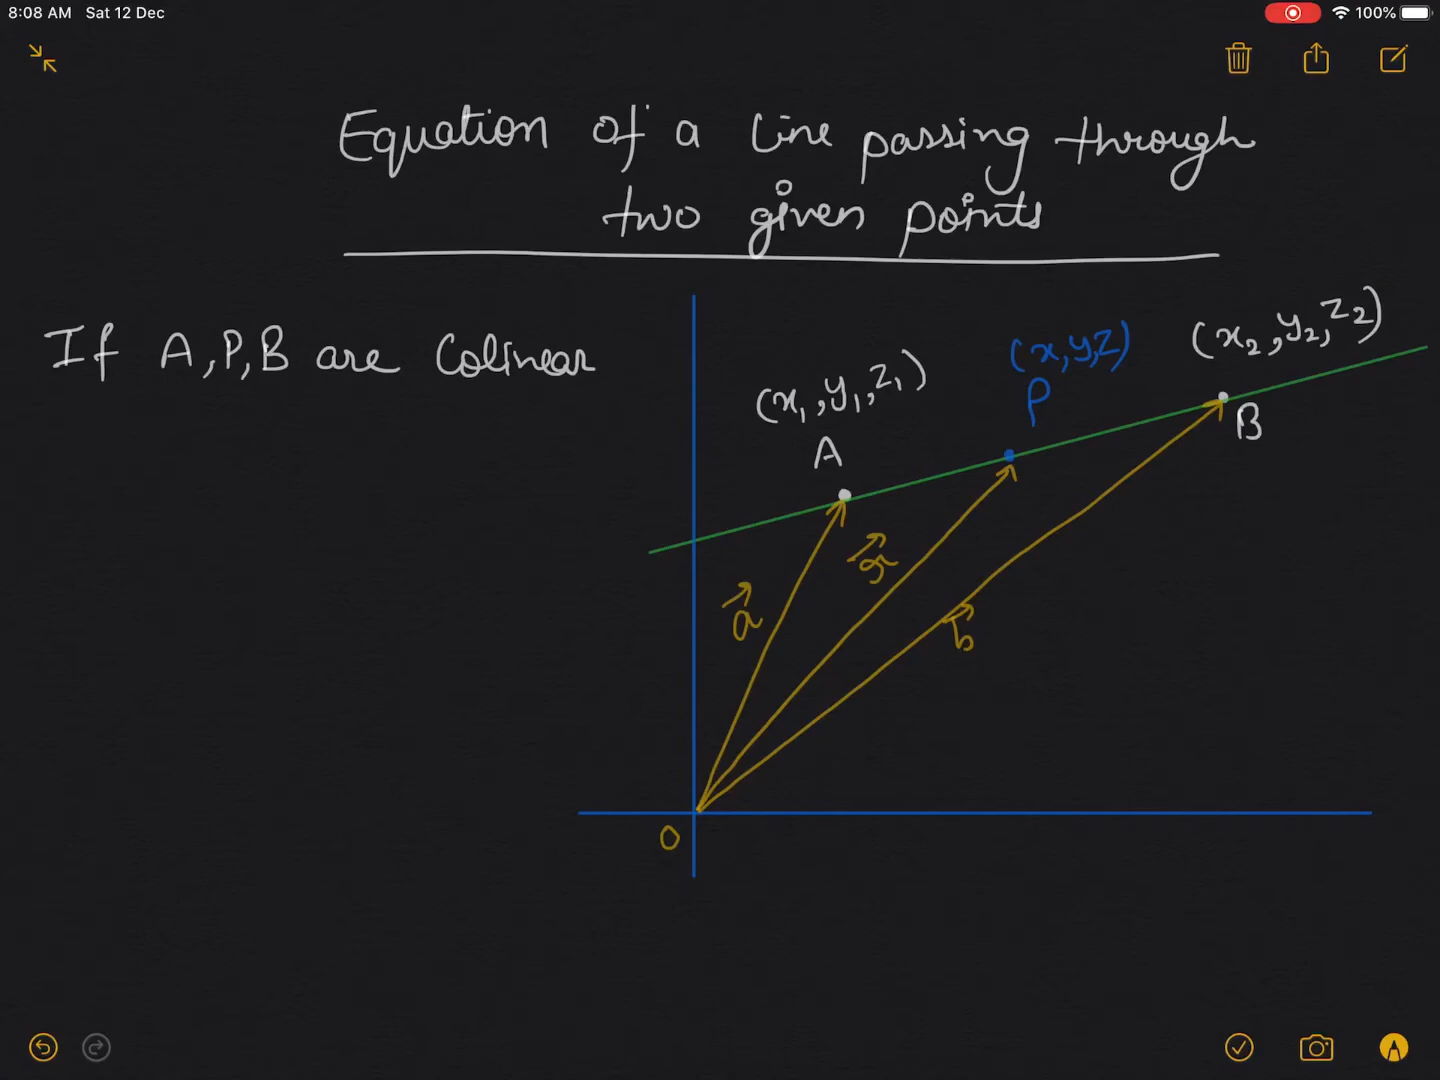 8:08 AM Sat 12 Dec
100%
Equation of a line passing through
two given points
If A,P,B are Colinear
(x₁,y₁,z₁)
A
(x,y,z)
P
(x₂,y₂,z₂)
B
a⃗
r⃗
b⃗
O